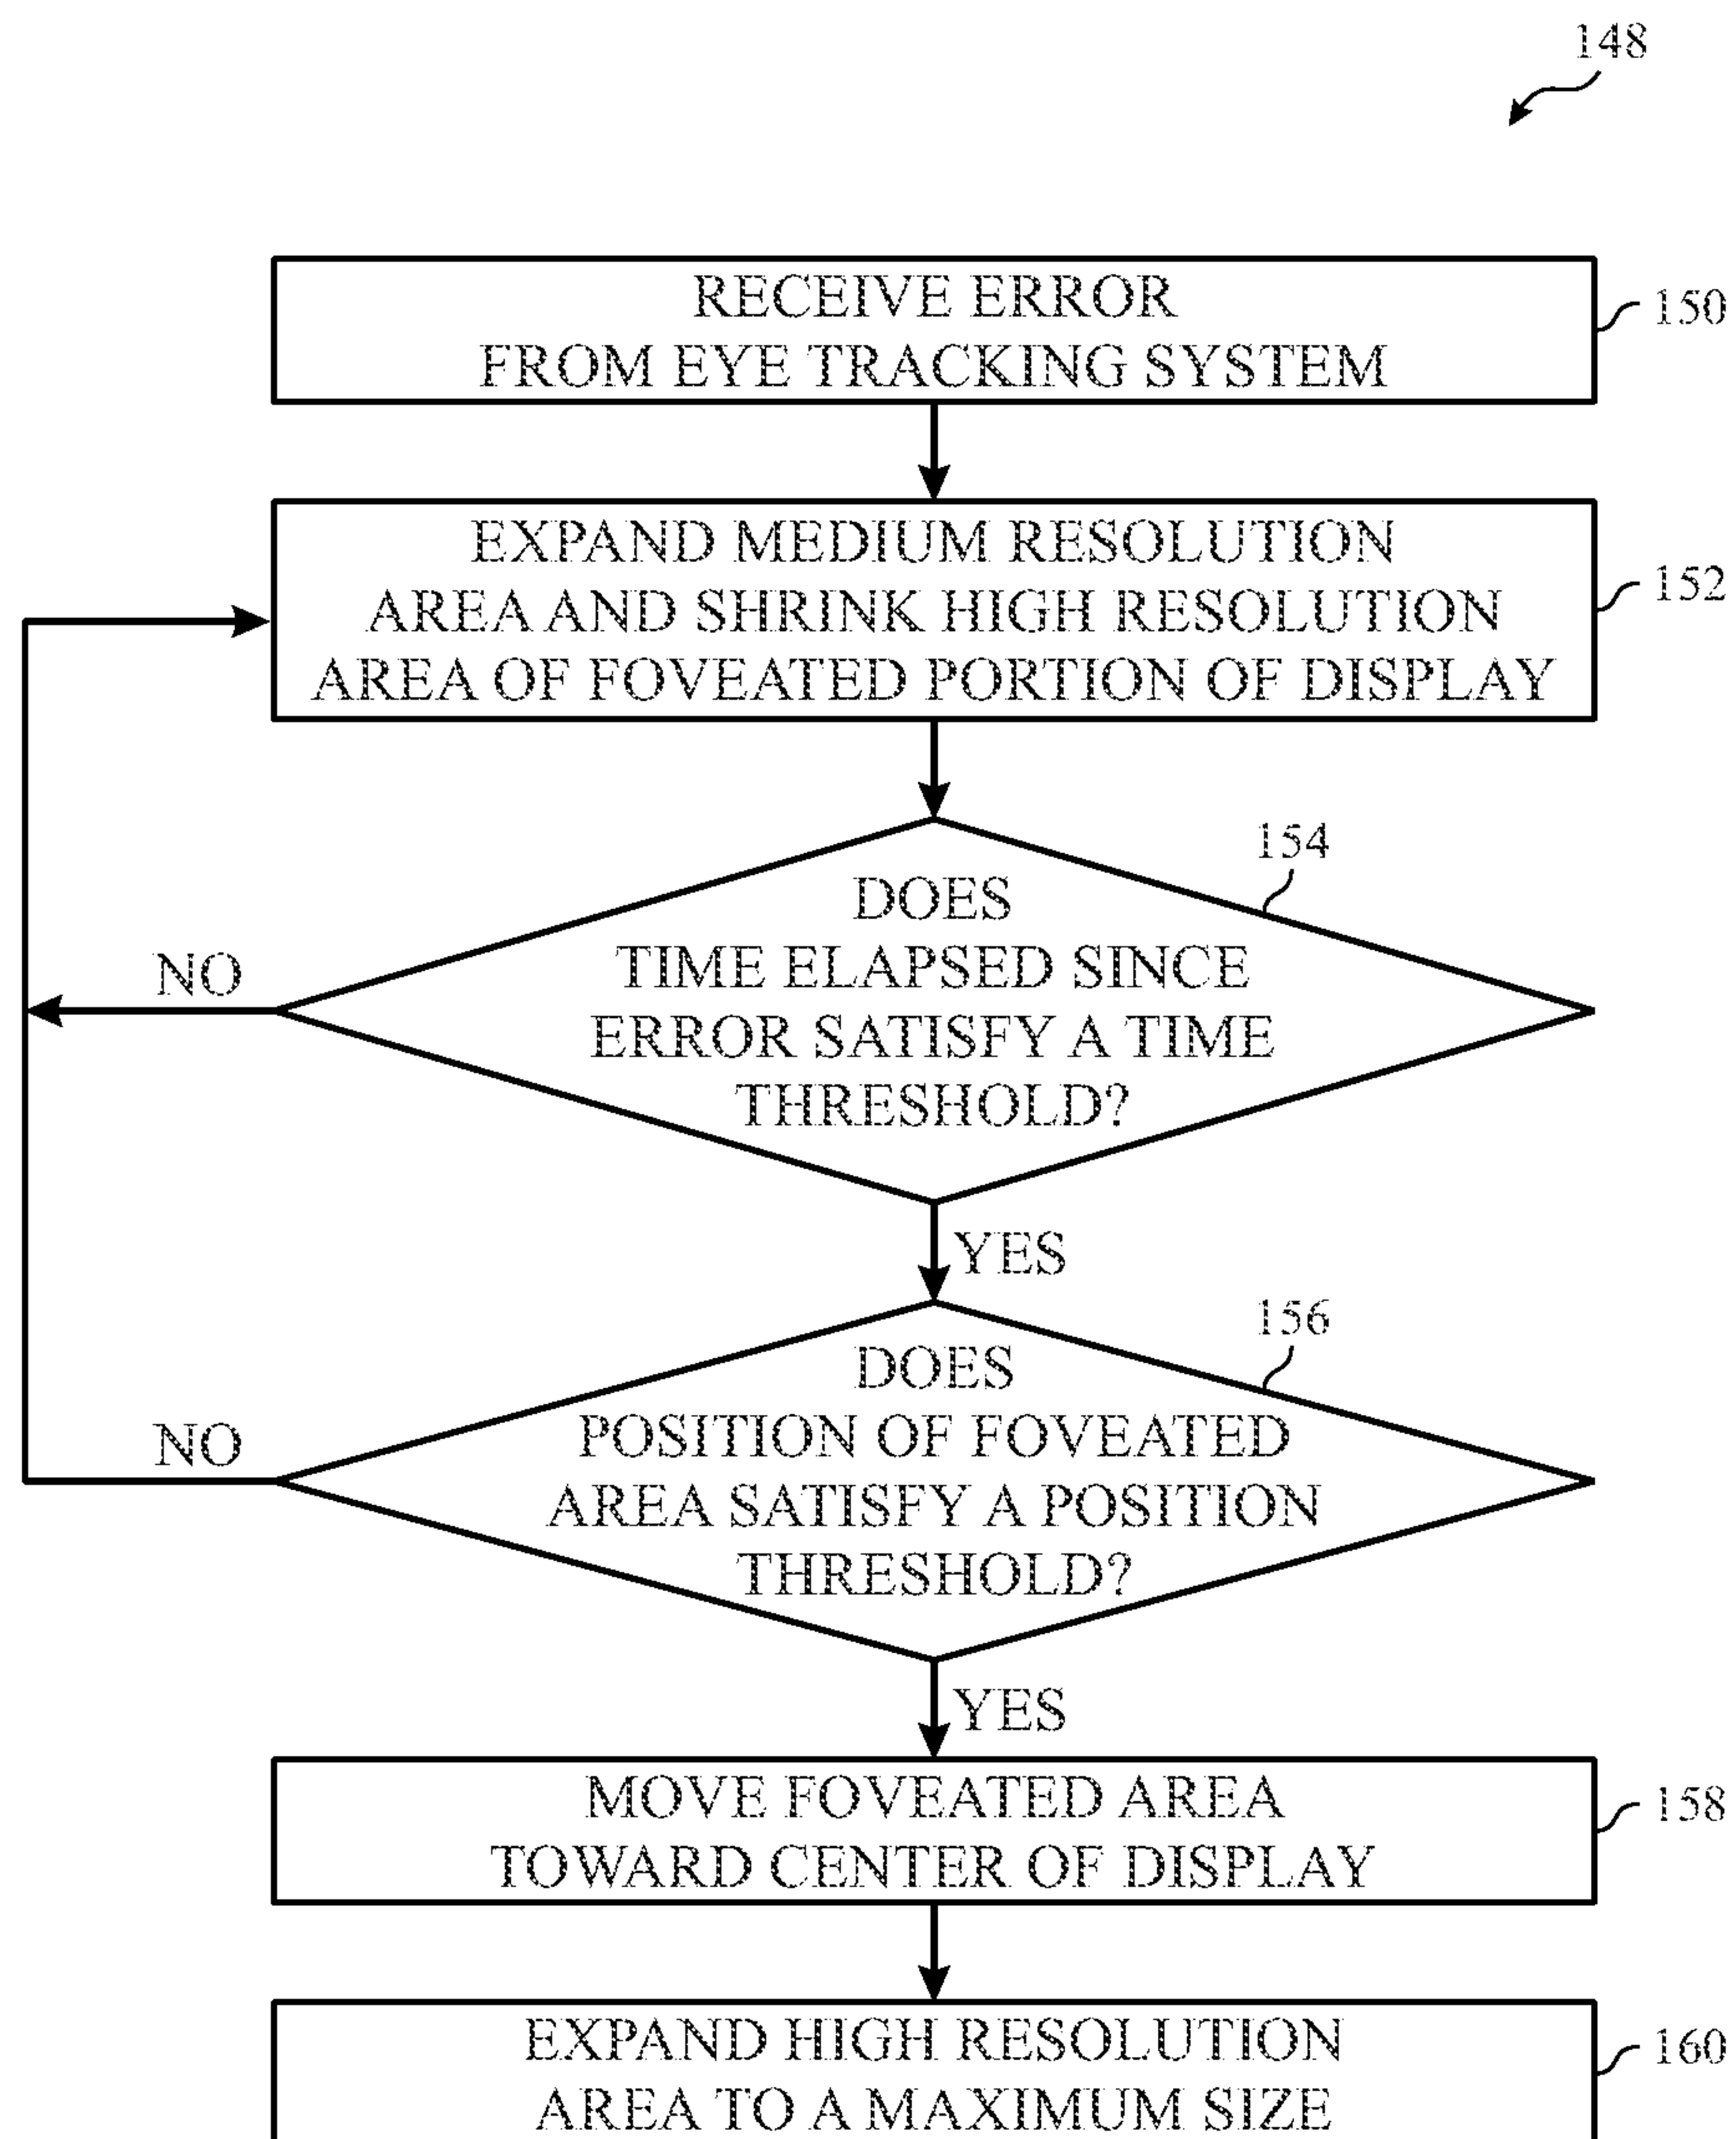 148
RECEIVE ERROR
FROM EYE TRACKING SYSTEM
150
EXPAND MEDIUM RESOLUTION
AREA AND SHRINK HIGH RESOLUTION
AREA OF FOVEATED PORTION OF DISPLAY
152
154
DOES
TIME ELAPSED SINCE
ERROR SATISFY A TIME
THRESHOLD?
NO
YES
156
DOES
POSITION OF FOVEATED
AREA SATISFY A POSITION
THRESHOLD?
NO
YES
MOVE FOVEATED AREA
TOWARD CENTER OF DISPLAY
158
EXPAND HIGH RESOLUTION
AREA TO A MAXIMUM SIZE
160